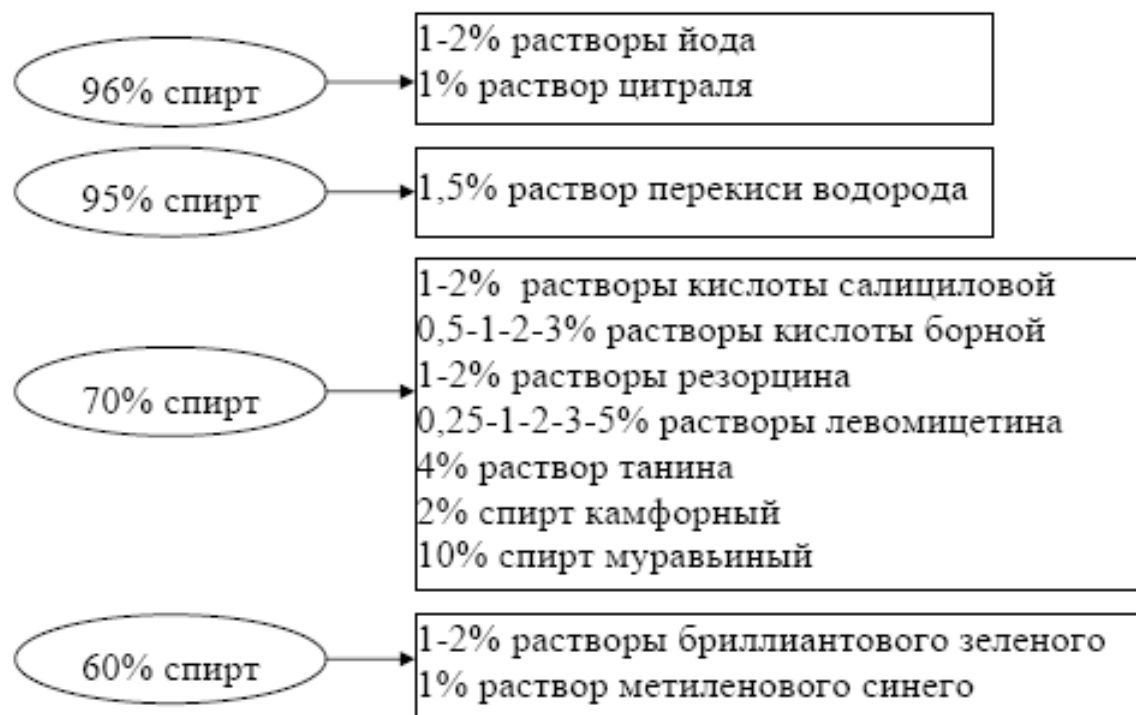 96% спирт
1-2% растворы йода
1% раствор цитраля
95% спирт
1,5% раствор перекиси водорода
70% спирт
1-2% растворы кислоты салициловой
0,5-1-2-3% растворы кислоты борной
1-2% растворы резорцина
0,25-1-2-3-5% растворы левомицетина
4% раствор танина
2% спирт камфорный
10% спирт муравьиный
60% спирт
1-2% растворы бриллиантового зеленого
1% раствор метиленового синего